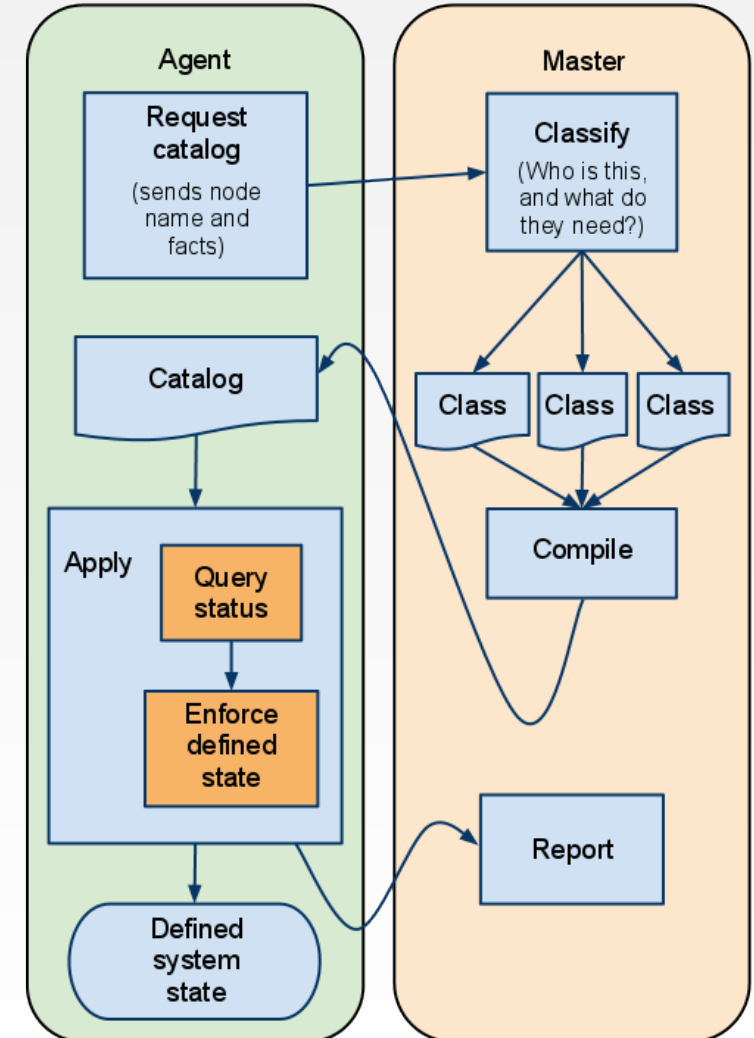 Agent
Request
catalog
(sends node
name and
facts)
Catalog
Apply
Query
status
Enforce
defined
state
Defined
system
state
Master
Classify
(Who is this,
and what do
they need?)
Class
Class
Class
Compile
Report